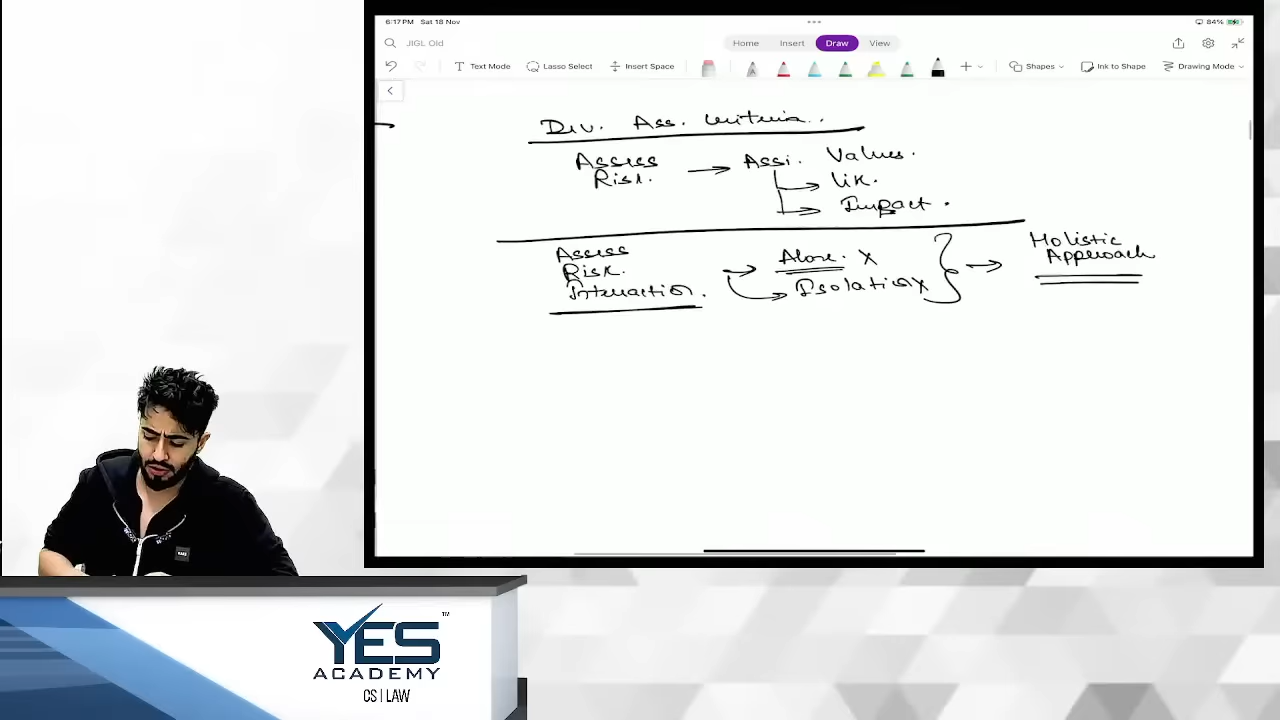 6:17 PM Sat 18 Nov
84%
JIGL Old
Home Insert Draw View
Text Mode Lasso Select Insert Space Shapes Ink to Shape Drawing Mode
Div. Ass. Criteria..
Assess Risk. → Assi. Values.
Lik.
Impact.
Assess Risk. Interaction. Alone. X
Isolation X
Holistic Approach
YES™
ACADEMY
CS | LAW